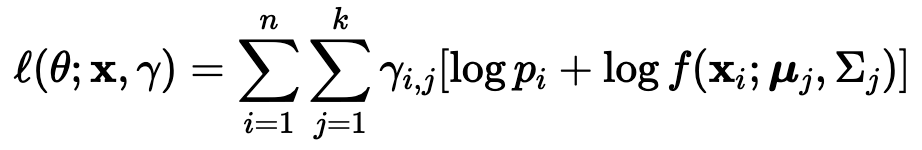 ℓ(θ; 𝐱, γ) = ∑_{i=1}^{n} ∑_{j=1}^{k} γ_{i,j}[log p_i + log f(𝐱_i; 𝝁_j, Σ_j)]